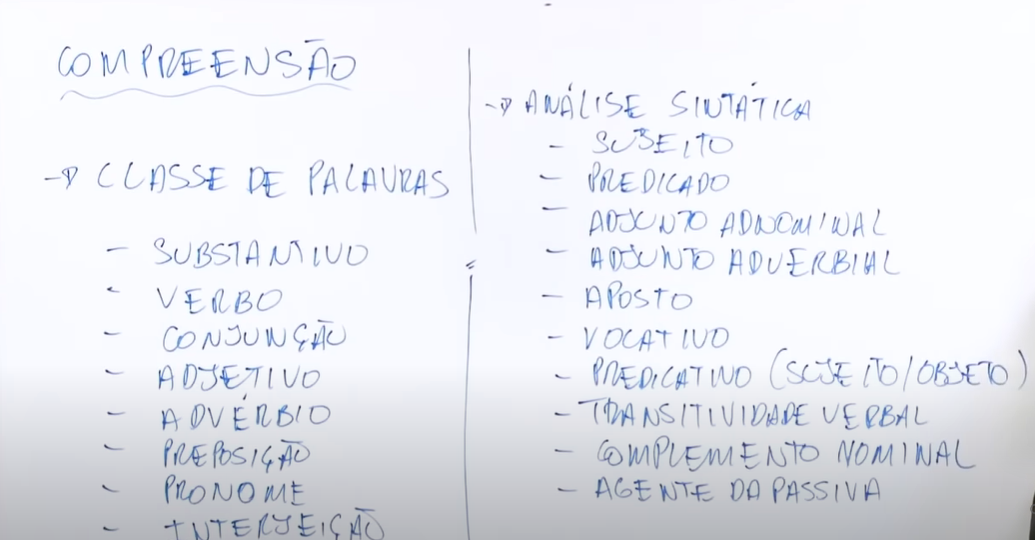 COMPREENSÃO
-> CLASSE DE PALAVRAS
- SUBSTANTIVO
- VERBO
- CONJUNÇÃO
- ADJETIVO
- ADVÉRBIO
- PREPOSIÇÃO
- PRONOME
- INTERJEIÇÃO
-> ANÁLISE SINTÁTICA
- SUJEITO
- PREDICADO
- ADJUNTO ADNOMINAL
- ADJUNTO ADVERBIAL
- APOSTO
- VOCATIVO
- PREDICATIVO (SUJEITO/OBJETO)
- TRANSITIVIDADE VERBAL
- COMPLEMENTO NOMINAL
- AGENTE DA PASSIVA